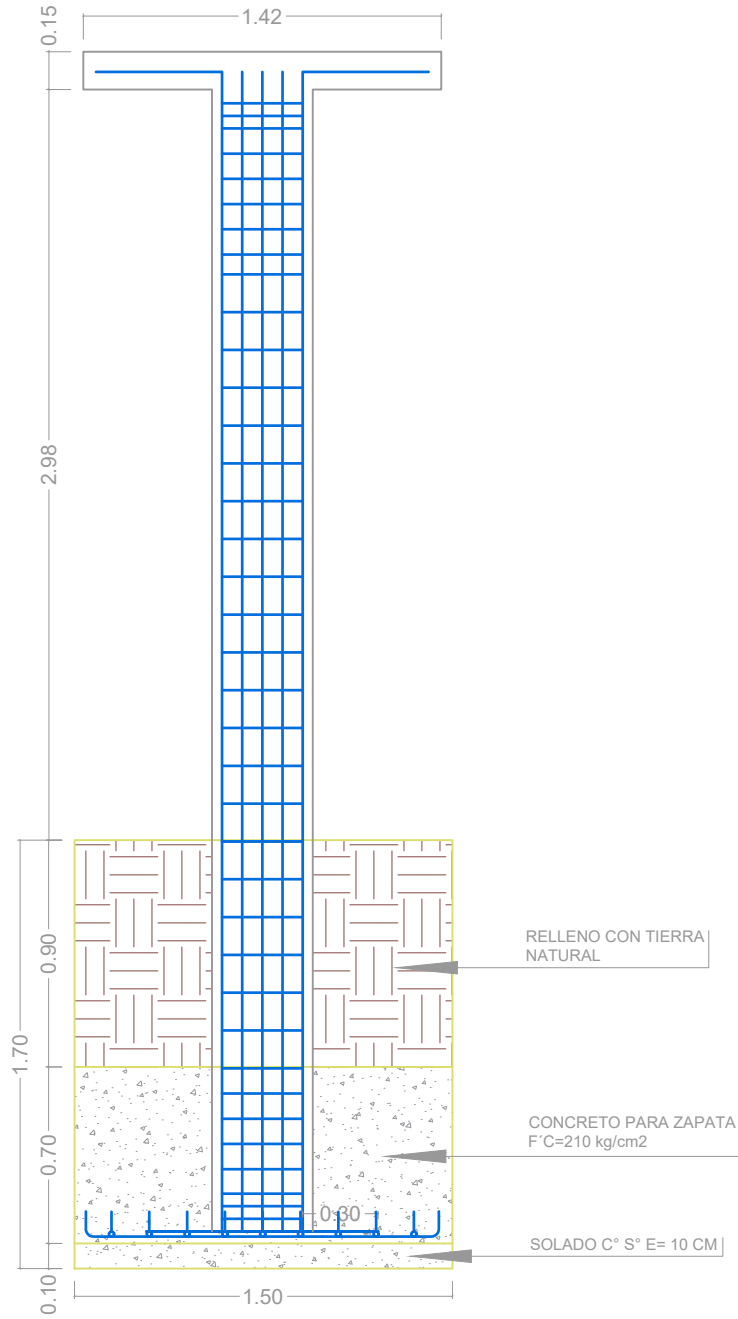 0.15
1.42
2.98
RELLENO CON TIERRA
NATURAL
0.90
1.70
CONCRETO PARA ZAPATA
F´C=210 kg/cm2
0.70
0.30
SOLADO C° S° E= 10 CM
0.10
1.50